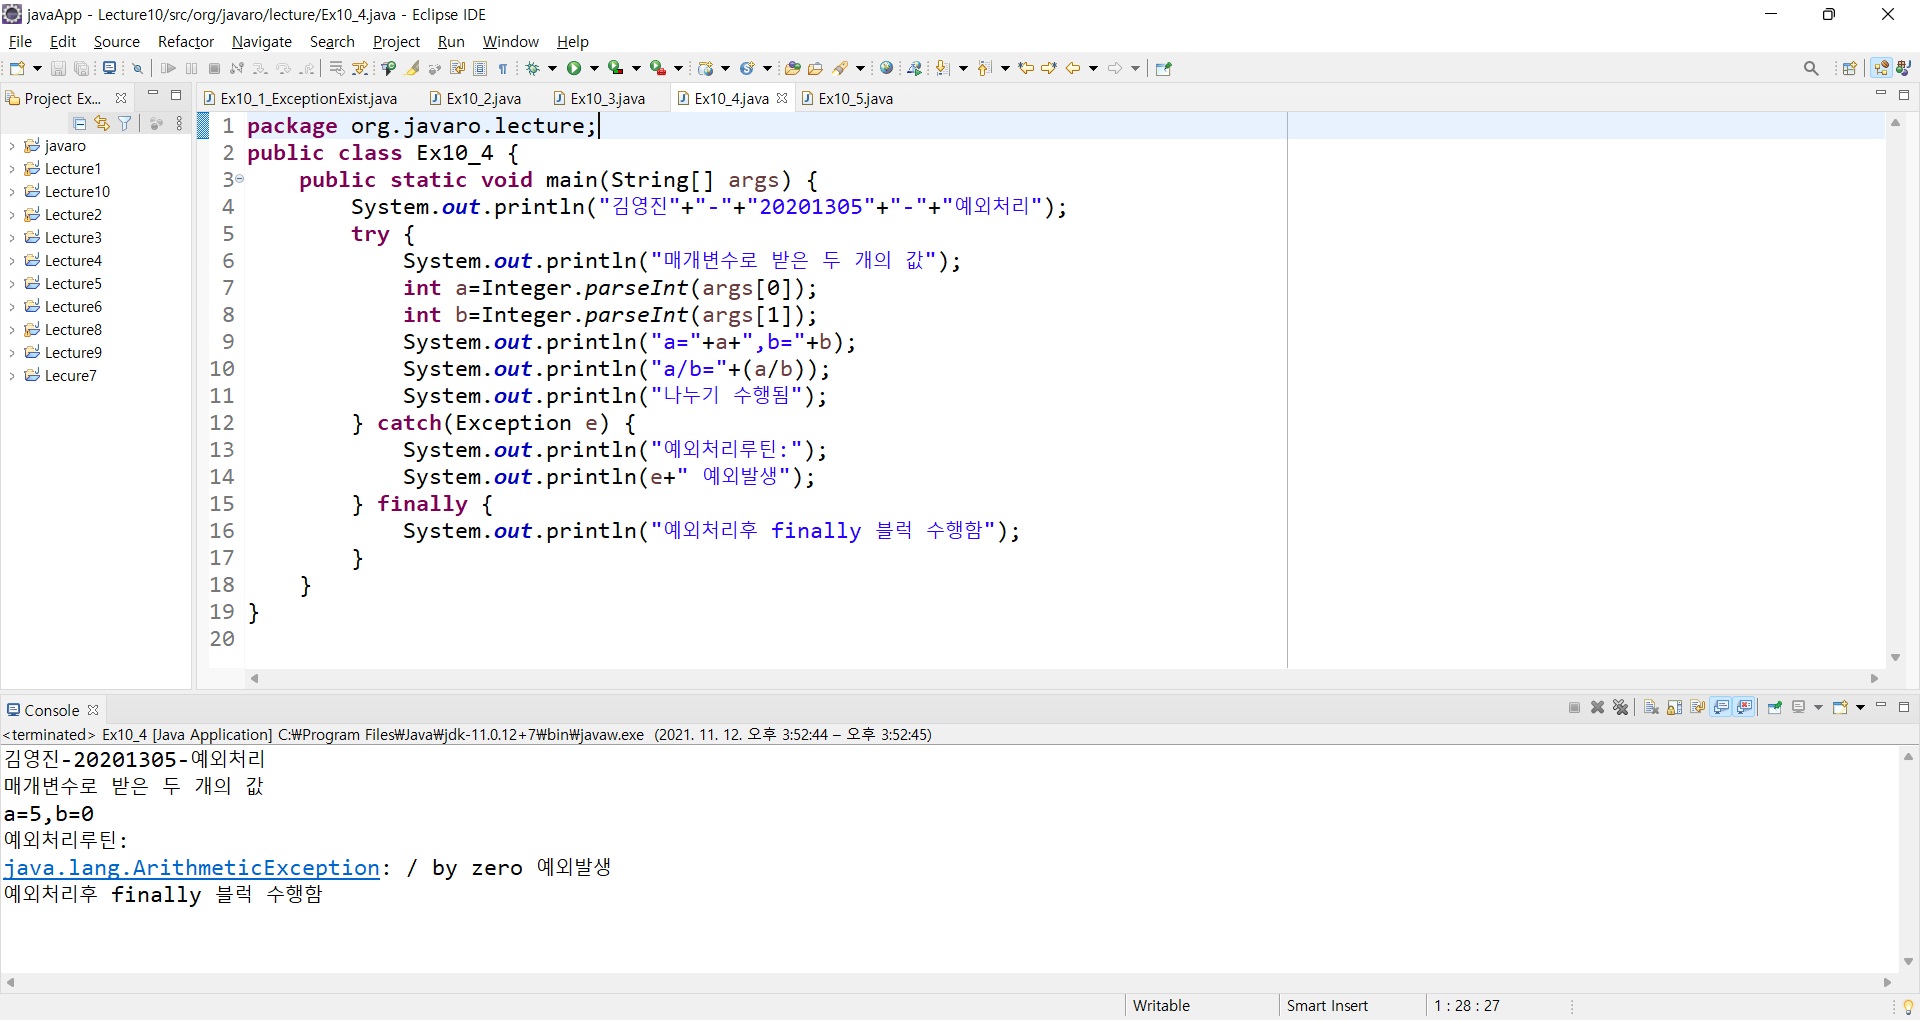 javaApp - Lecture10/src/org/javaro/lecture/Ex10_4.java - Eclipse IDE
File Edit Source Refactor Navigate Search Project Run Window Help
Project Ex...
Ex10_1_ExceptionExist.java Ex10_2.java Ex10_3.java Ex10_4.java Ex10_5.java
javaro
Lecture1
Lecture10
Lecture2
Lecture3
Lecture4
Lecture5
Lecture6
Lecture8
Lecture9
Lecure7
1 package org.javaro.lecture;
2 public class Ex10_4 {
3 public static void main(String[] args) {
4 System.out.println("김영진"+"-"+"20201305"+"-"+"예외처리");
5 try {
6 System.out.println("매개변수로 받은 두 개의 값");
7 int a=Integer.parseInt(args[0]);
8 int b=Integer.parseInt(args[1]);
9 System.out.println("a="+a+",b="+b);
10 System.out.println("a/b="+(a/b));
11 System.out.println("나누기 수행됨");
12 } catch(Exception e) {
13 System.out.println("예외처리루틴:");
14 System.out.println(e+" 예외발생");
15 } finally {
16 System.out.println("예외처리후 finally 블럭 수행함");
17 }
18 }
19 }
20
Console
<terminated> Ex10_4 [Java Application] C:₩Program Files₩Java₩jdk-11.0.12+7₩bin₩javaw.exe (2021. 11. 12. 오후 3:52:44 – 오후 3:52:45)
김영진-20201305-예외처리
매개변수로 받은 두 개의 값
a=5,b=0
예외처리루틴:
java.lang.ArithmeticException: / by zero 예외발생
예외처리후 finally 블럭 수행함
Writable Smart Insert 1 : 28 : 27